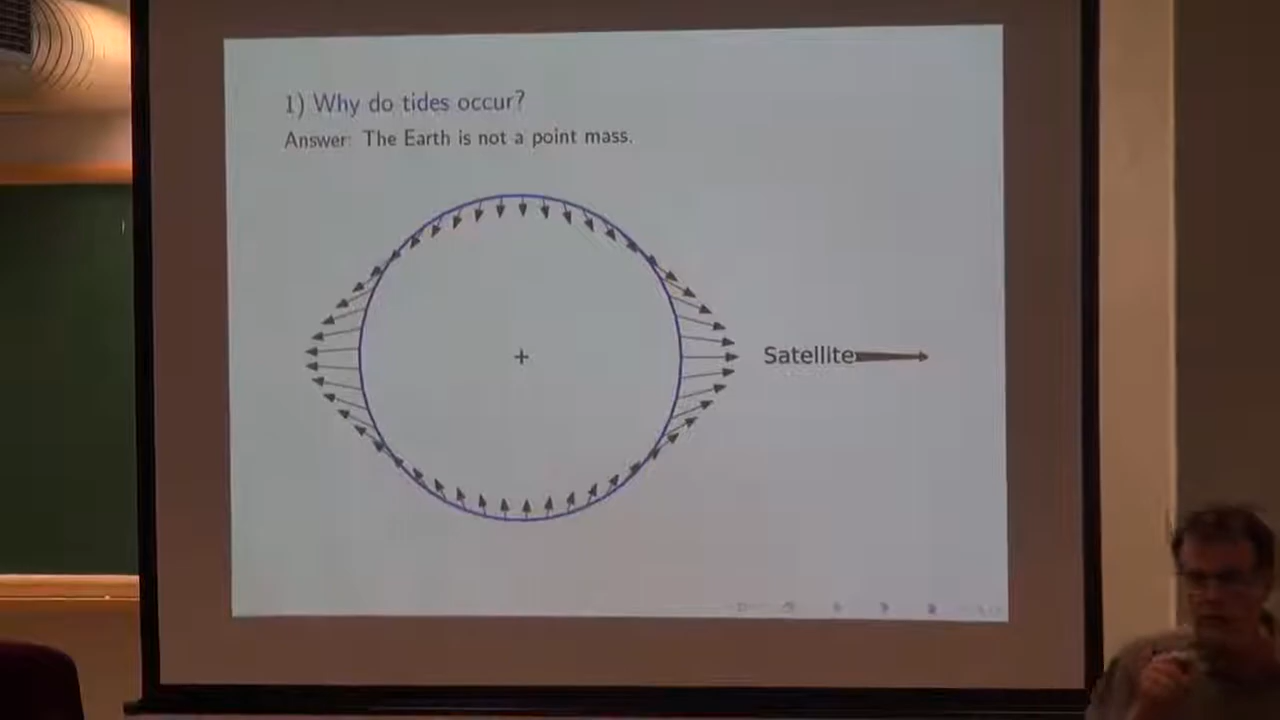 1) Why do tides occur?
Answer: The Earth is not a point mass.
+
Satellite